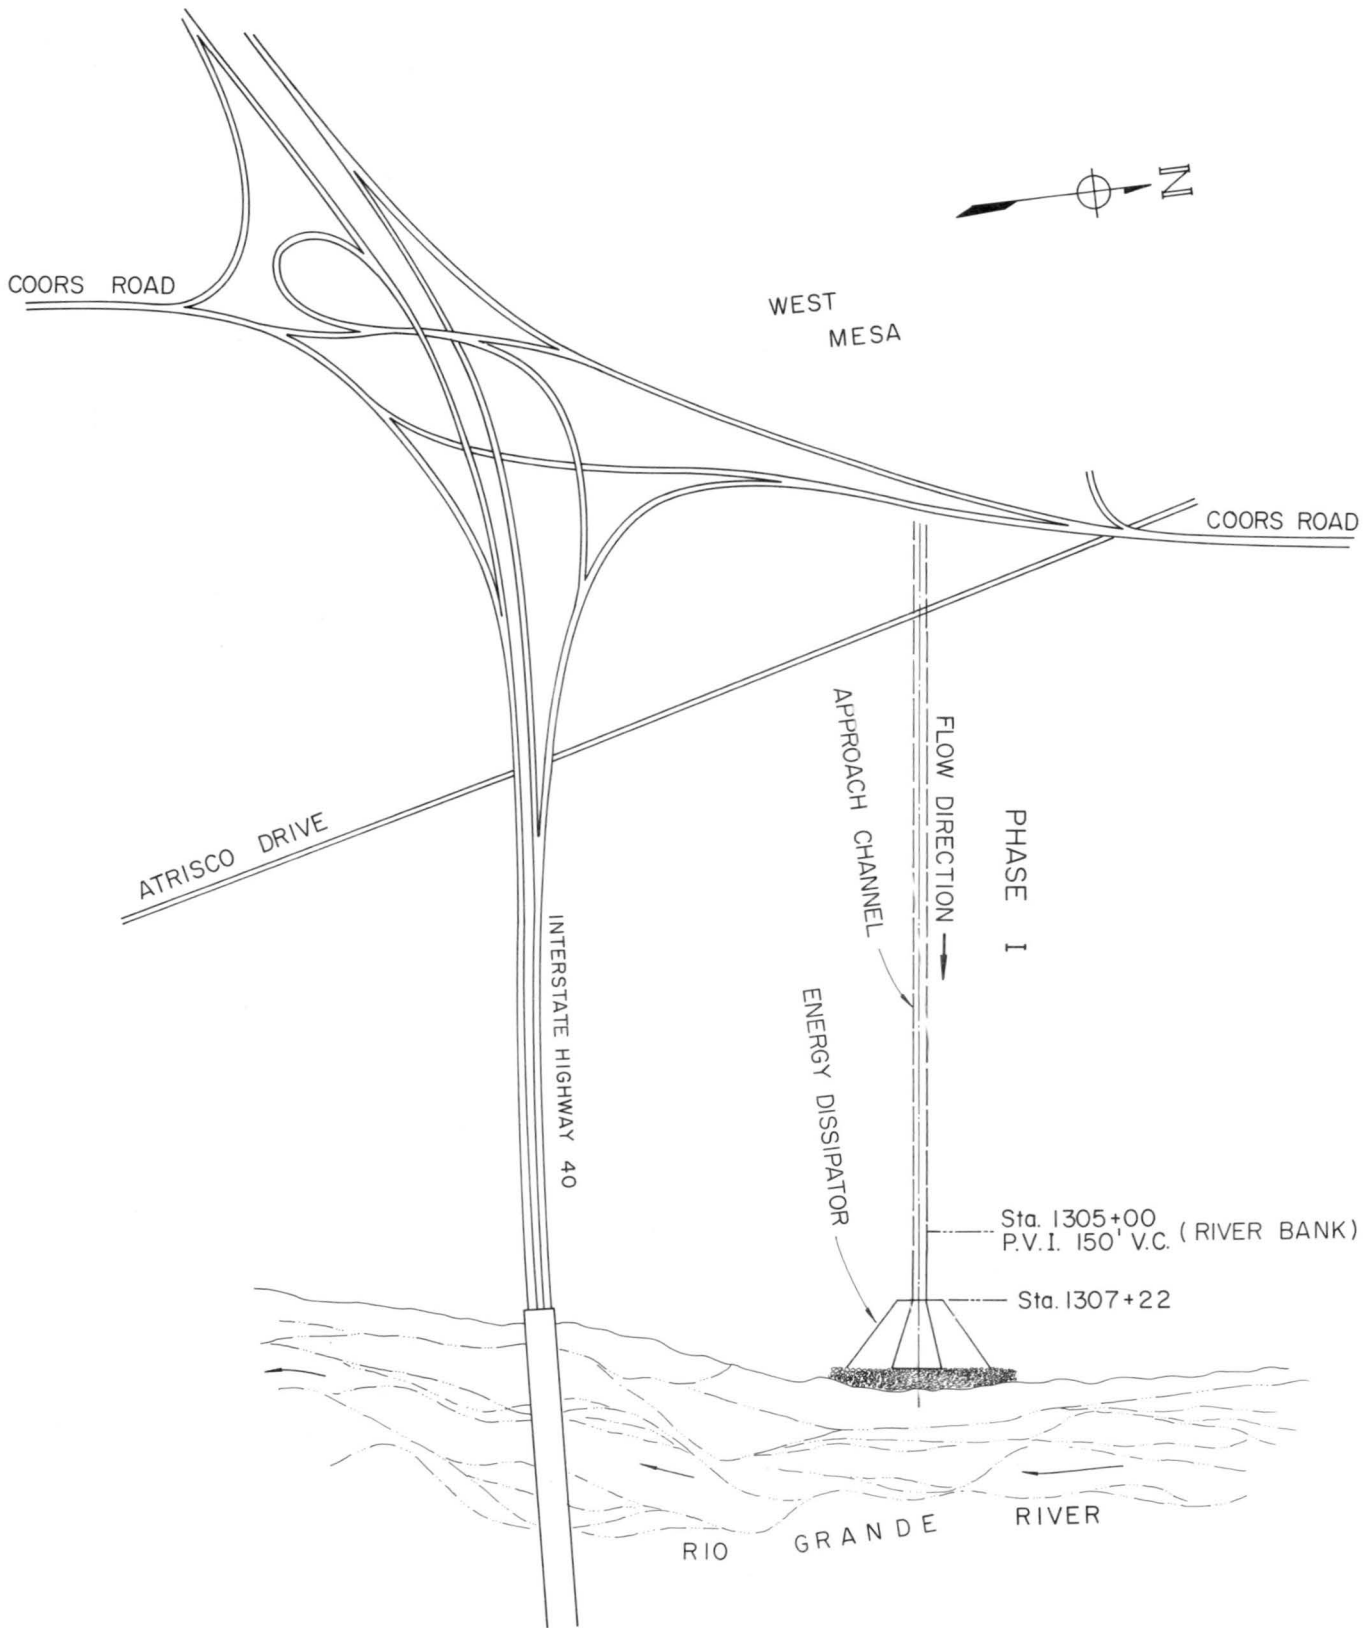 N
COORS ROAD
WEST
MESA
COORS ROAD
APPROACH CHANNEL
FLOW DIRECTION
PHASE I
ATRISCO DRIVE
INTERSTATE HIGHWAY 40
ENERGY DISSIPATOR
Sta. 1305+00
P.V.I. 150' V.C. (RIVER BANK)
Sta. 1307+22
RIO GRANDE RIVER